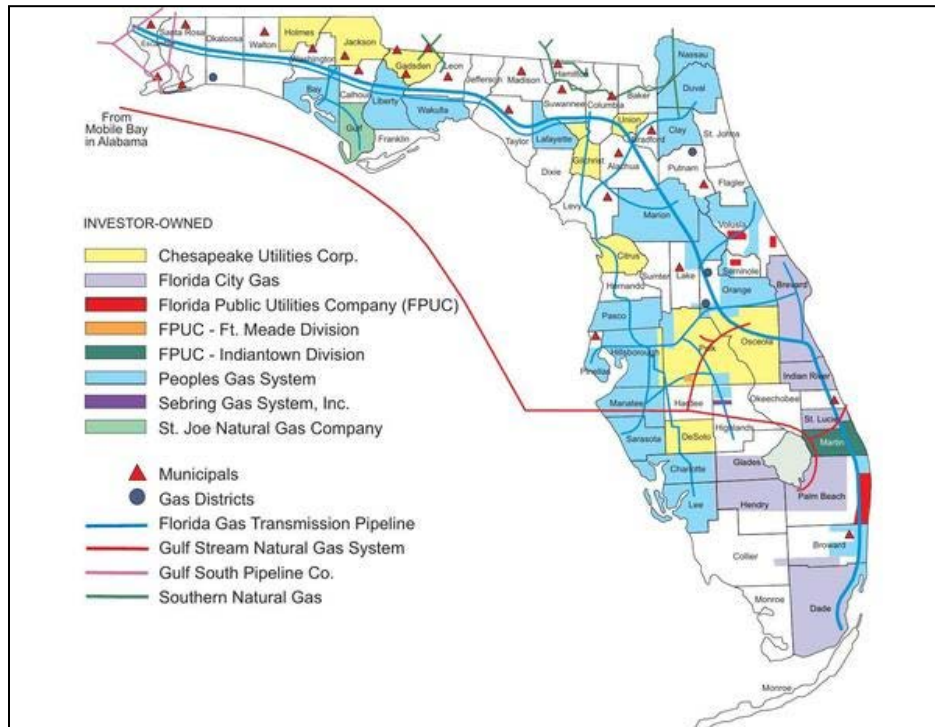 Santa Rosa
Escambia
Okaloosa
Walton
Holmes
Washington
Jackson
Bay
Calhoun
Gulf
Gadsden
Liberty
Franklin
Leon
Wakulla
Jefferson
Madison
Taylor
Hamilton
Suwannee
Lafayette
Dixie
Columbia
Gilchrist
Levy
Baker
Union
Bradford
Alachua
Nassau
Duval
Clay
St. Johns
Putnam
Flagler
Marion
Volusia
Citrus
Sumter
Lake
Seminole
Hernando
Orange
Brevard
Pasco
Hillsborough
Pinellas
Polk
Osceola
Indian River
Manatee
Hardee
Okeechobee
Highlands
St. Lucie
Sarasota
DeSoto
Martin
Charlotte
Glades
Lee
Hendry
Palm Beach
Collier
Broward
Monroe
Dade
Monroe
From
Mobile Bay
in Alabama
INVESTOR-OWNED
Chesapeake Utilities Corp.
Florida City Gas
Florida Public Utilities Company (FPUC)
FPUC - Ft. Meade Division
FPUC - Indiantown Division
Peoples Gas System
Sebring Gas System, Inc.
St. Joe Natural Gas Company
Municipals
Gas Districts
Florida Gas Transmission Pipeline
Gulf Stream Natural Gas System
Gulf South Pipeline Co.
Southern Natural Gas